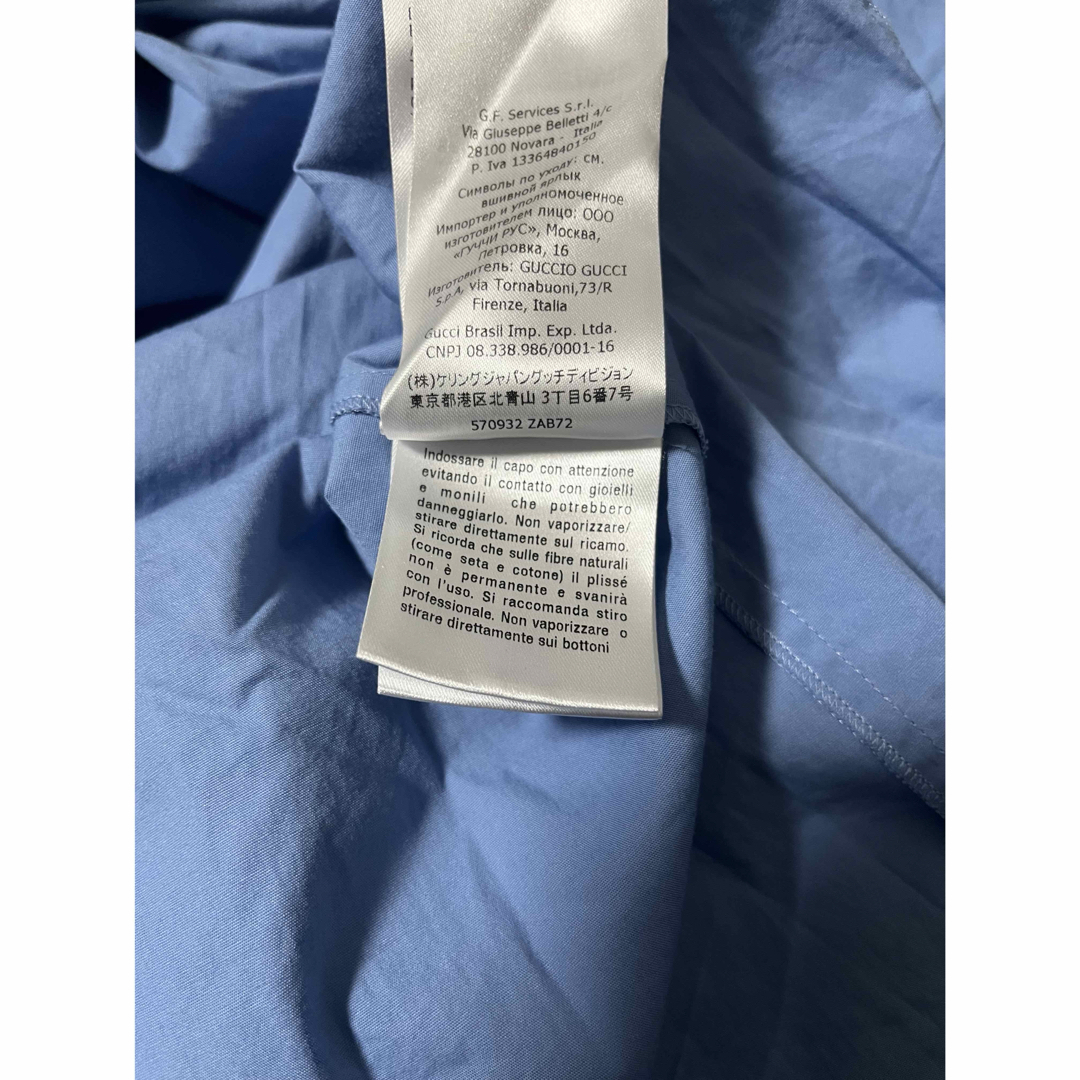 G.F. Services S.r.l.
Via Giuseppe Belletti 4/c
28100 Novara - Italia
P. Iva 13364840150
Символы по уходу: см.
вшивной ярлык
Импортер и уполномоченное
изготовителем лицо: ООО
«ГУЧЧИ РУС», Москва,
Петровка, 16
Изготовитель: GUCCIO GUCCI
S.p.A, via Tornabuoni,73/R
Firenze, Italia
Gucci Brasil Imp. Exp. Ltda.
CNPJ 08.338.986/0001-16
(株)ケリングジャパングッチディビジョン
東京都港区北青山 3丁目6番7号
570932 ZAB72
Indossare il capo con attenzione
evitando il contatto con gioielli
e monili che potrebbero
danneggiarlo. Non vaporizzare/
stirare direttamente sul ricamo.
Si ricorda che sulle fibre naturali
(come seta e cotone) il plissé
non è permanente e svanirà
con l'uso. Si raccomanda stiro
professionale. Non vaporizzare o
stirare direttamente sui bottoni